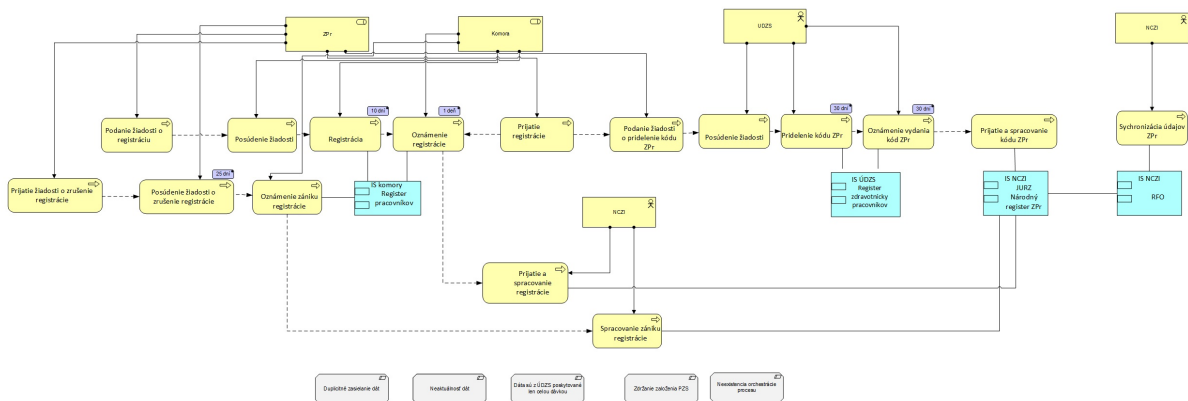 ZPr
Komora
UDZS
NCZI
10 dní
1 deň
30 dní
30 dní
Podanie žiadosti o
registráciu
Posúdenie žiadosti
Registrácia
Oznámenie
registrácie
Prijatie
registrácie
Podanie žiadosti
o pridelenie kódu ZPr
Posúdenie žiadosti
Pridelenie kódu ZPr
Oznámenie vydania
kód ZPr
Prijatie a spracovanie
kódu ZPr
Sychronizácia údajov
ZPr
25 dní
Prijatie žiadosti o zrušenie
registrácie
Posúdenie žiadosti o
zrušenie registrácie
Oznámenie zániku
registrácie
IS komory
Register
pracovníkov
IS ÚDZS
Register
zdravotnícky
pracovníkov
IS NCZI
JURZ
Národný
register ZPr
IS NCZI
RFO
NCZI
Prijatie a
spracovanie
registrácie
Spracovanie zániku
registrácie
Duplicitné zasielanie dát
Neaktuálnosť dát
Dáta sú z ÚDZS poskytované
len celou dávkou
Zdržanie založenia PZS
Neexistencia orchestrácie
procesu